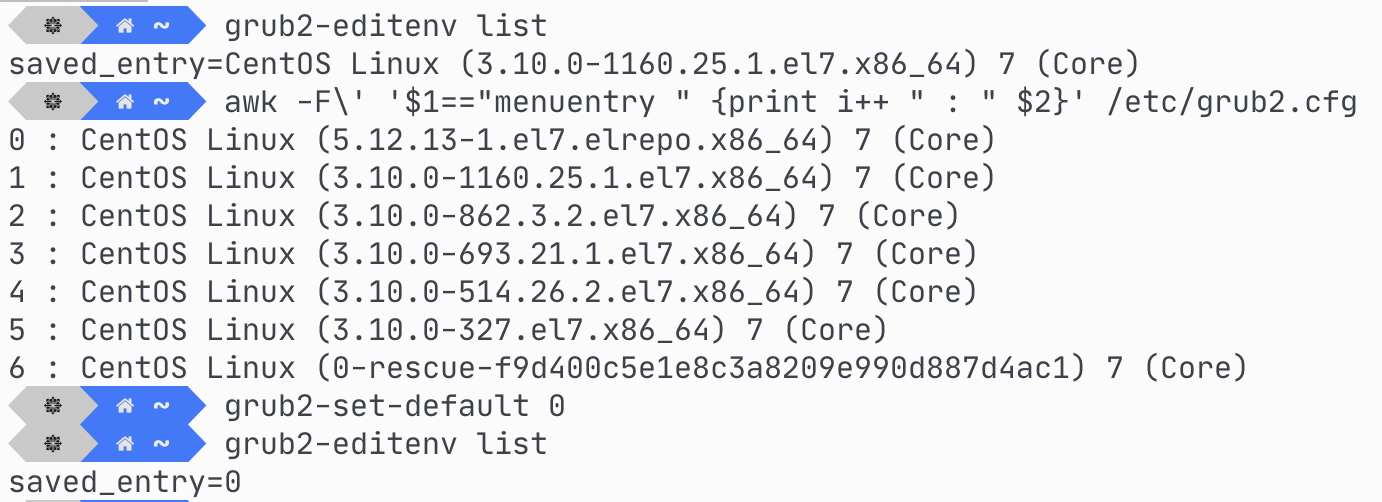 ~ grub2-editenv list
saved_entry=CentOS Linux (3.10.0-1160.25.1.el7.x86_64) 7 (Core)
~ awk -F\' '$1=="menuentry " {print i++ " : " $2}' /etc/grub2.cfg
0 : CentOS Linux (5.12.13-1.el7.elrepo.x86_64) 7 (Core)
1 : CentOS Linux (3.10.0-1160.25.1.el7.x86_64) 7 (Core)
2 : CentOS Linux (3.10.0-862.3.2.el7.x86_64) 7 (Core)
3 : CentOS Linux (3.10.0-693.21.1.el7.x86_64) 7 (Core)
4 : CentOS Linux (3.10.0-514.26.2.el7.x86_64) 7 (Core)
5 : CentOS Linux (3.10.0-327.el7.x86_64) 7 (Core)
6 : CentOS Linux (0-rescue-f9d400c5e1e8c3a8209e990d887d4ac1) 7 (Core)
~ grub2-set-default 0
~ grub2-editenv list
saved_entry=0